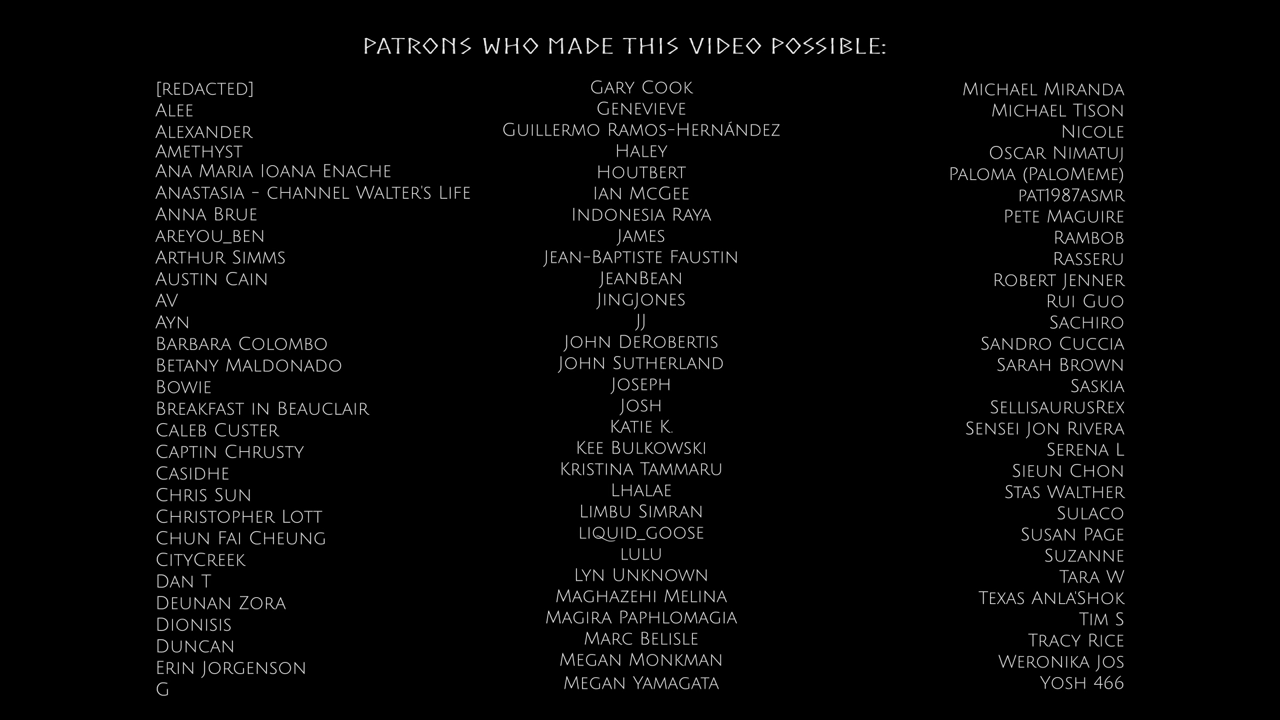 PATRONS WHO MADE THIS VIDEO POSSIBLE:
[REDACTED]
ALEE
ALEXANDER
AMETHYST
ANA MARIA IOANA ENACHE
ANASTASIA - CHANNEL WALTER'S LIFE
ANNA BRUE
AREYOU_BEN
ARTHUR SIMMS
AUSTIN CAIN
AV
AYN
BARBARA COLOMBO
BETANY MALDONADO
BOWIE
BREAKFAST IN BEAUCLAIR
CALEB CUSTER
CAPTIN CHRUSTY
CASIDHE
CHRIS SUN
CHRISTOPHER LOTT
CHUN FAI CHEUNG
CITYCREEK
DAN T
DEUNAN ZORA
DIONISIS
DUNCAN
ERIN JORGENSON
G
GARY COOK
GENEVIEVE
GUILLERMO RAMOS-HERNÁNDEZ
HALEY
HOUTBERT
IAN MCGEE
INDONESIA RAYA
JAMES
JEAN-BAPTISTE FAUSTIN
JEANBEAN
JINGJONES
JJ
JOHN DEROBERTIS
JOHN SUTHERLAND
JOSEPH
JOSH
KATIE K.
KEE BULKOWSKI
KRISTINA TAMMARU
LHALAE
LIMBU SIMRAN
LIQUID_GOOSE
LULU
LYN UNKNOWN
MAGHAZEHI MELINA
MAGIRA PAPHLOMAGIA
MARC BELISLE
MEGAN MONKMAN
MEGAN YAMAGATA
MICHAEL MIRANDA
MICHAEL TISON
NICOLE
OSCAR NIMATUJ
PALOMA (PALOMEME)
PAT1987ASMR
PETE MAGUIRE
RAMBOB
RASSERU
ROBERT JENNER
RUI GUO
SACHIRO
SANDRO CUCCIA
SARAH BROWN
SASKIA
SELLISAURUSREX
SENSEI JON RIVERA
SERENA L
SIEUN CHON
STAS WALTHER
SULACO
SUSAN PAGE
SUZANNE
TARA W
TEXAS ANLA'SHOK
TIM S
TRACY RICE
WERONIKA JOS
YOSH 466